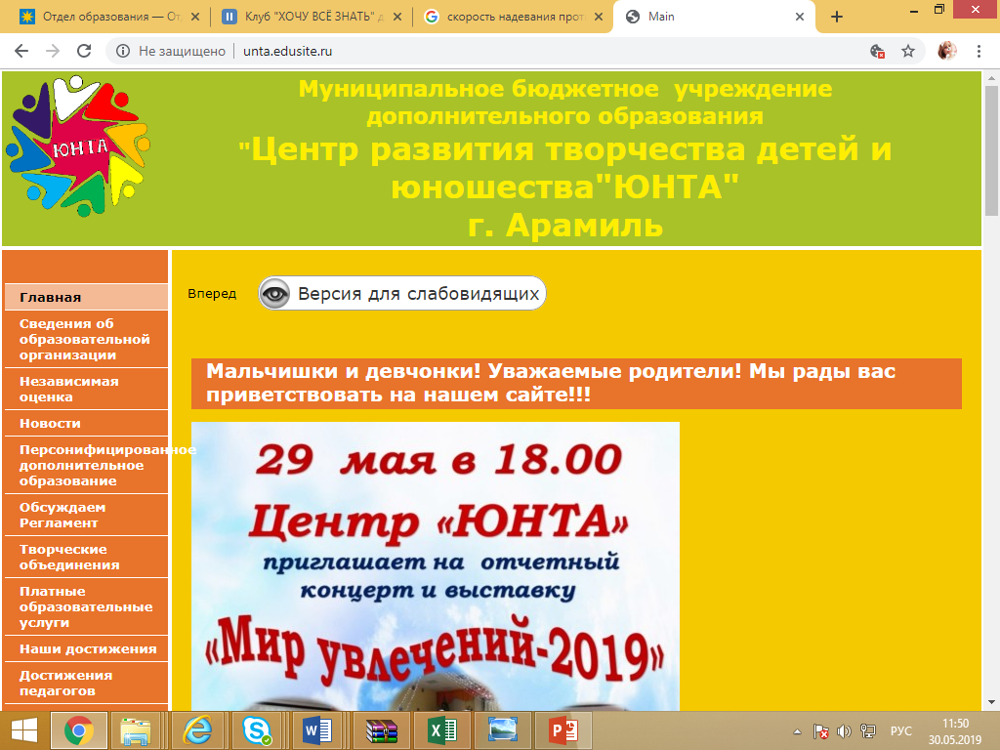 Отдел образования — От
Клуб "ХОЧУ ВСЁ ЗНАТЬ" д
скорость надевания прот
Main
Не защищено
unta.edusite.ru
ЮНТА
Муниципальное бюджетное учреждение
дополнительного образования
"Центр развития творчества детей и
юношества"ЮНТА"
г. Арамиль
Главная
Сведения об
образовательной
организации
Независимая
оценка
Новости
Персонифицированное
дополнительное
образование
Обсуждаем
Регламент
Творческие
объединения
Платные
образовательные
услуги
Наши достижения
Достижения
педагогов
Вперед
Версия для слабовидящих
Мальчишки и девчонки! Уважаемые родители! Мы рады вас
приветствовать на нашем сайте!!!
29 мая в 18.00
Центр «ЮНТА»
приглашает на отчетный
концерт и выставку
«Мир увлечений-2019»
РУС
11:50
30.05.2019